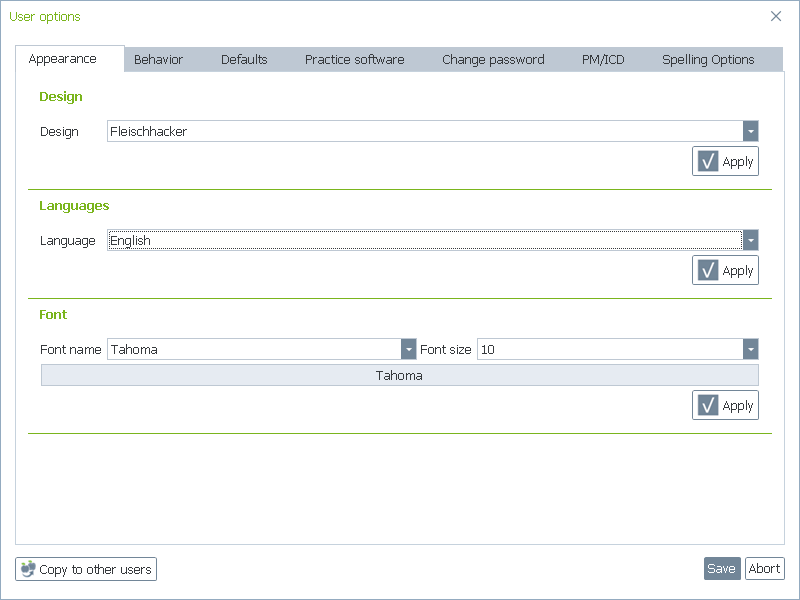 User options
Appearance Behavior Defaults Practice software Change password PM/ICD Spelling Options
Design
Design Fleischhacker
Apply
Languages
Language English
Apply
Font
Font name Tahoma Font size 10
Tahoma
Apply
Copy to other users Save Abort